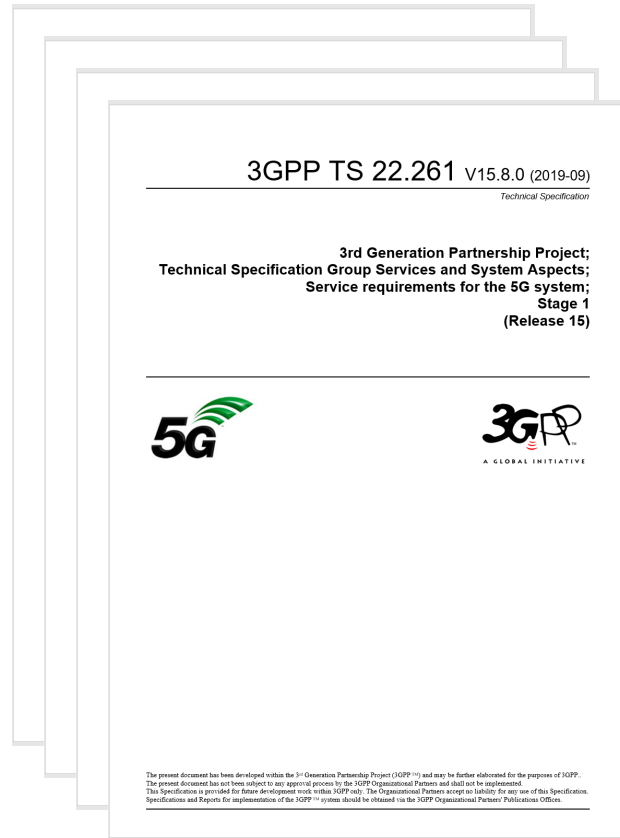 3GPP TS 22.261 V15.8.0 (2019-09)
Technical Specification
3rd Generation Partnership Project;
Technical Specification Group Services and System Aspects;
Service requirements for the 5G system;
Stage 1
(Release 15)
5G
3GPP™
A GLOBAL INITIATIVE
The present document has been developed within the 3rd Generation Partnership Project (3GPP ™) and may be further elaborated for the purposes of 3GPP..
The present document has not been subject to any approval process by the 3GPP Organizational Partners and shall not be implemented.
This Specification is provided for future development work within 3GPP only. The Organizational Partners accept no liability for any use of this Specification.
Specifications and Reports for implementation of the 3GPP ™ system should be obtained via the 3GPP Organizational Partners' Publications Offices.